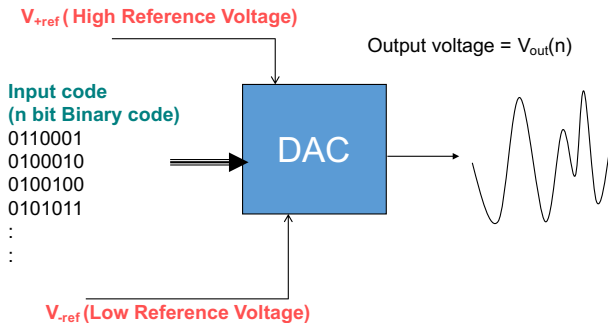 V+ref ( High Reference Voltage)
Output voltage = Vout(n)
Input code
(n bit Binary code)
0110001
0100010
0100100
0101011
:
:
DAC
V-ref (Low Reference Voltage)